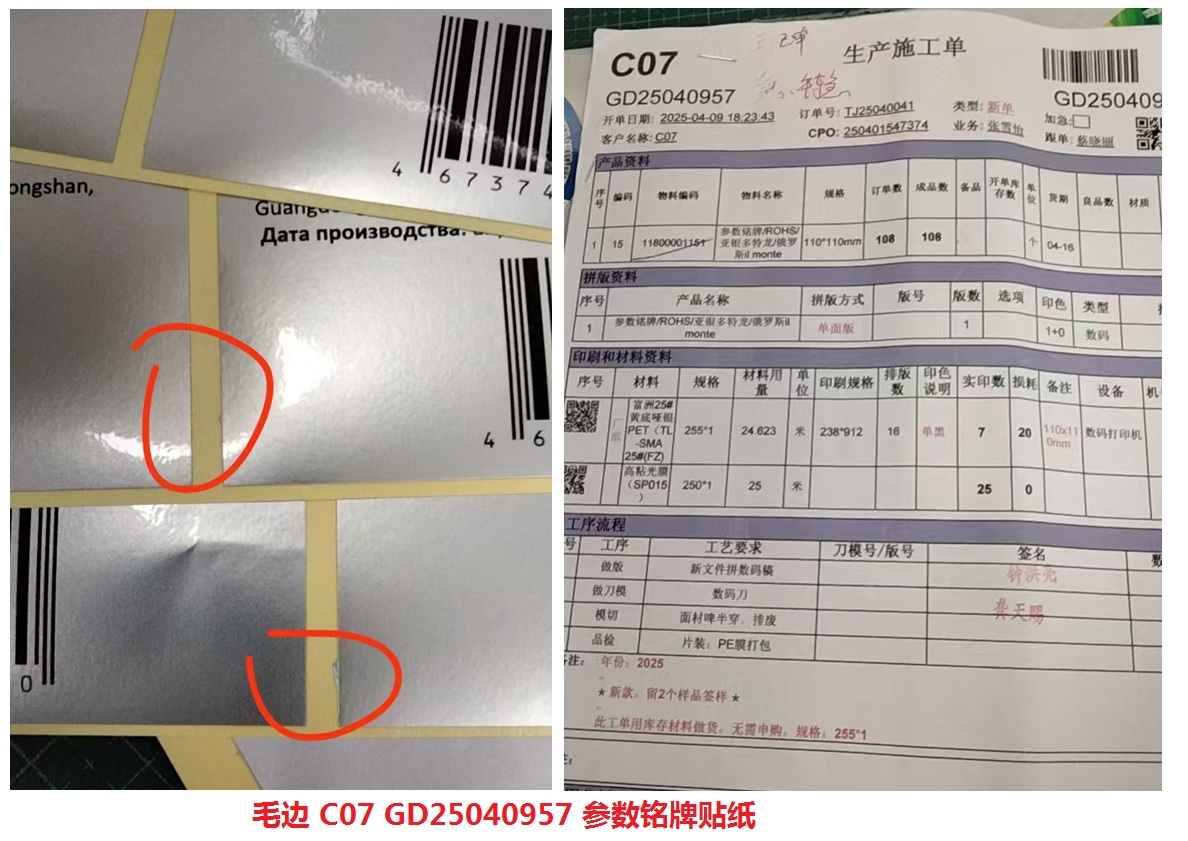 4 67374
ongshan,
Дата производства:
4 6
0
C07
生产施工单
GD25040957
开单日期: 2025-04-09 18:23:43
订单号: TJ25040041
类型: 新单
客户名称: C07
CPO: 250401547374
业务: 张雪怡
加急:
跟单: 蔡晓丽
产品资料
序号 编码 物料编码 物料名称 规格 订单数 成品数 备品 开单库存数 单位 货期 良品数 材质
1 15 11800001151 参数铭牌/ROHS/亚银多特龙/俄罗斯il monte 110*110mm 108 108 个 04-16
拼版资料
序号 产品名称 拼版方式 版号 版数 选项 印色 类型
1 参数铭牌/ROHS/亚银多特龙/俄罗斯il monte 单面版 1 1+0 数码
印刷和材料资料
序号 材料 规格 材料用量 单位 印刷规格 排版数 印色说明 实印数 损耗 备注 设备
富洲25#黄底哑银PET（TL-SMA 25#(FZ) 255*1 24.623 米 238*912 16 单黑 7 20 110x110mm 数码打印机
高粘光膜（SP015） 250*1 25 米 25 0
工序流程
号 工序 工艺要求 刀模号/版号 签名
做版 新文件拼数码稿 钟洪亮
做刀模 数码刀 龚天赐
模切 面材啤半穿，排废
品检 片装：PE膜打包
注: 年份：2025
★新款，留2个样品签样★
此工单用库存材料做货，无需申购，规格：255*1
毛边 C07 GD25040957 参数铭牌贴纸